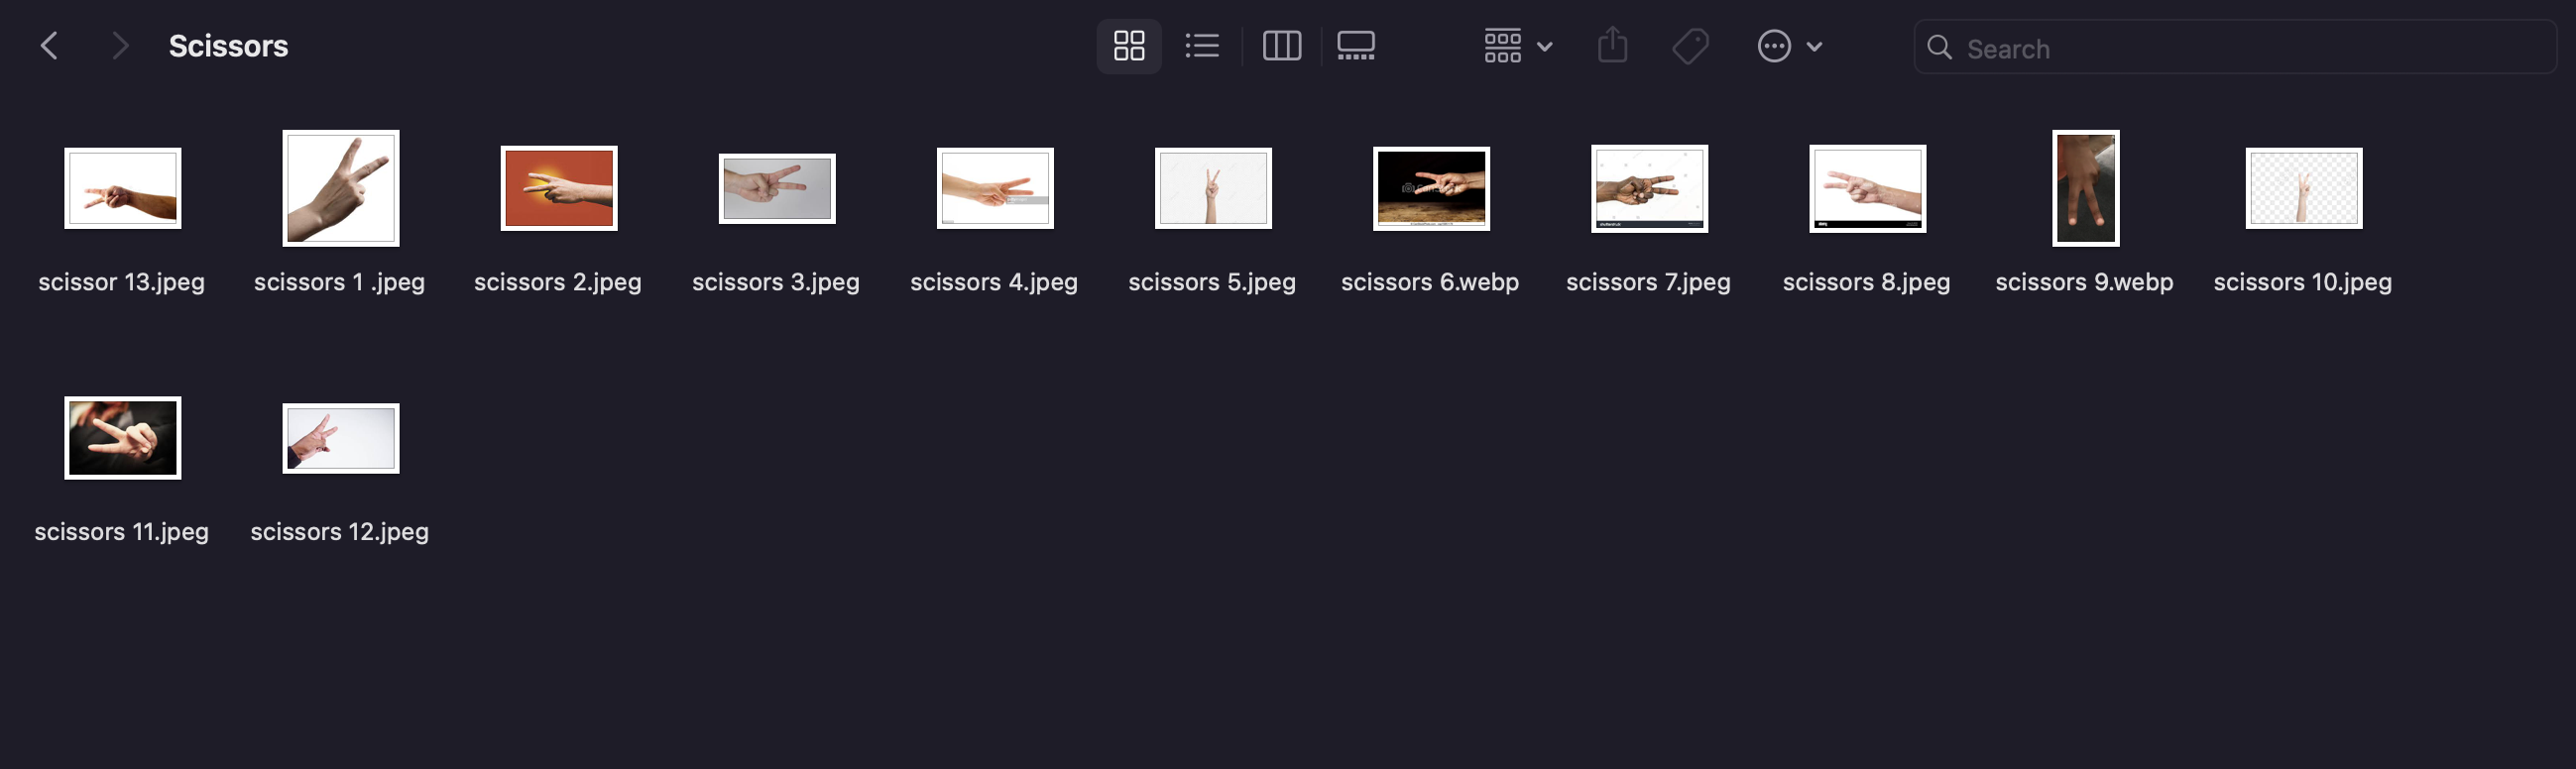 Scissors
Search
scissor 13.jpeg
scissors 1 .jpeg
scissors 2.jpeg
scissors 3.jpeg
scissors 4.jpeg
scissors 5.jpeg
scissors 6.webp
scissors 7.jpeg
scissors 8.jpeg
scissors 9.webp
scissors 10.jpeg
scissors 11.jpeg
scissors 12.jpeg